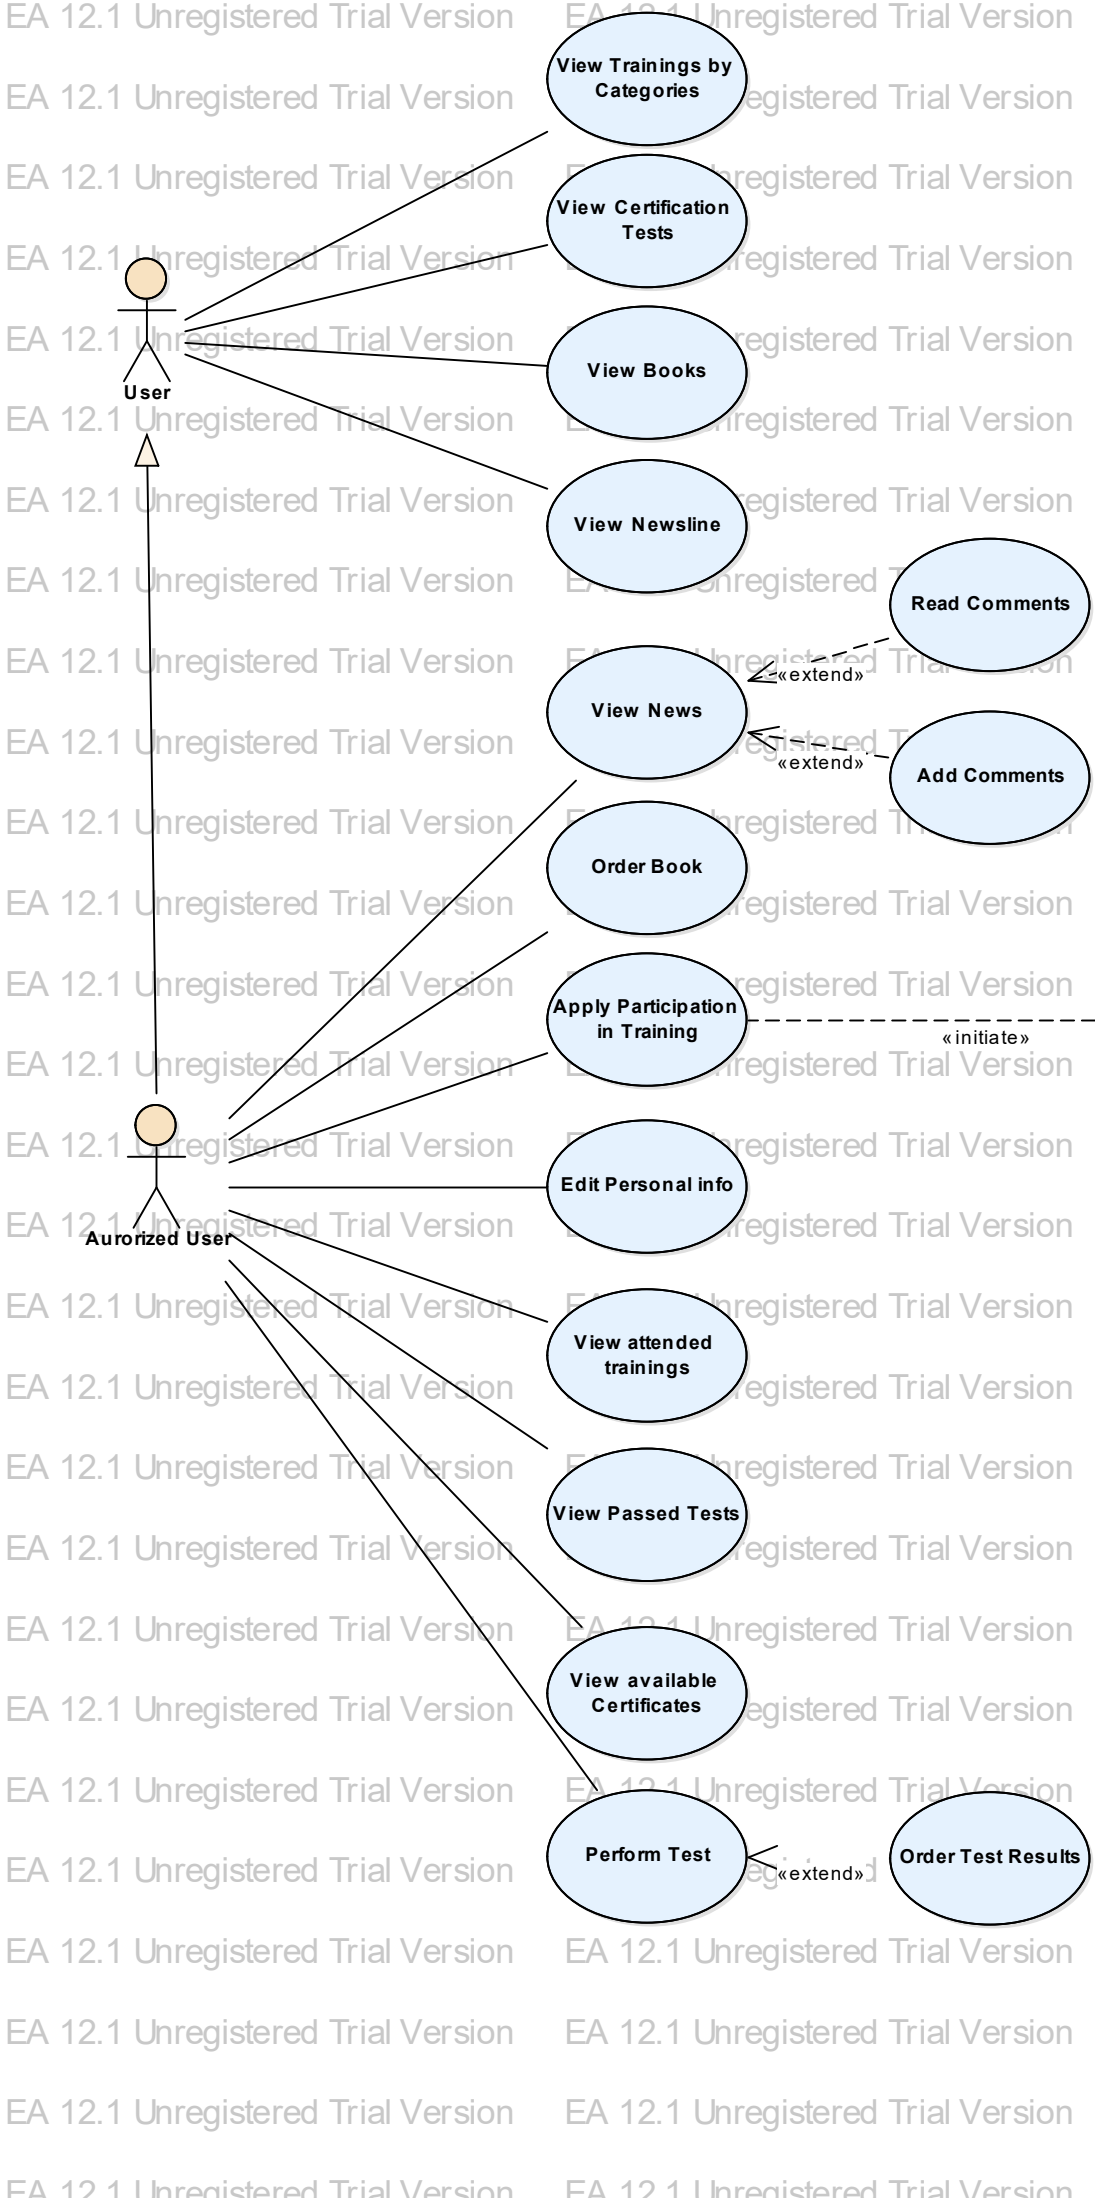 EA 12.1 Unregistered Trial Version
View Trainings by
Categories
View Certification
Tests
User
View Books
View Newsline
Read Comments
«extend»
View News
«extend»
Add Comments
Order Book
Apply Participation
in Training
«initiate»
Aurorized User
Edit Personal info
View attended
trainings
View Passed Tests
View available
Certificates
Perform Test
«extend»
Order Test Results